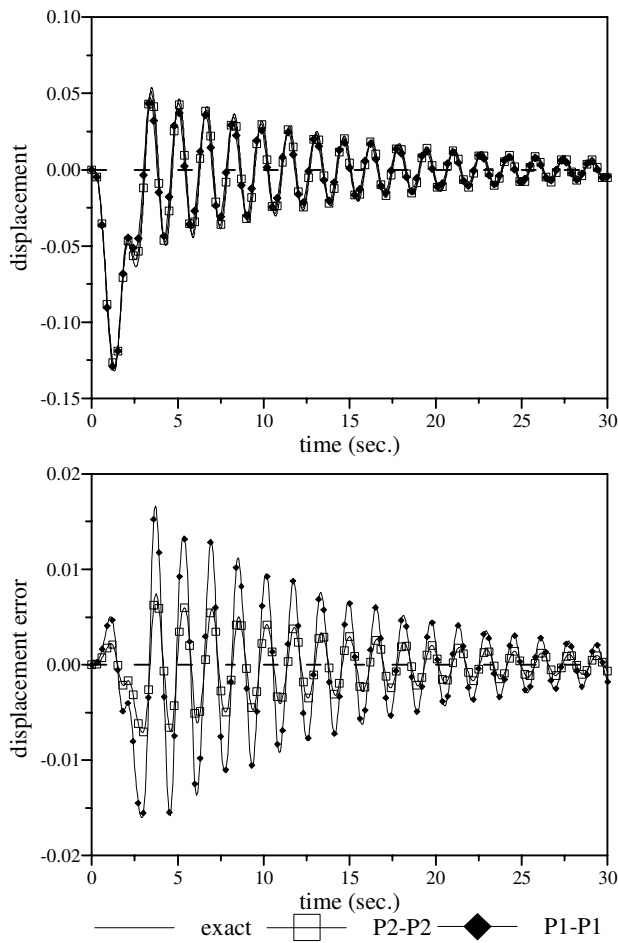 0.10
0.05
0.00
-0.05
-0.10
-0.15
displacement
0 5 10 15 20 25 30
time (sec.)
0.02
0.01
0.00
-0.01
-0.02
displacement error
0 5 10 15 20 25 30
time (sec.)
exact P2-P2 P1-P1